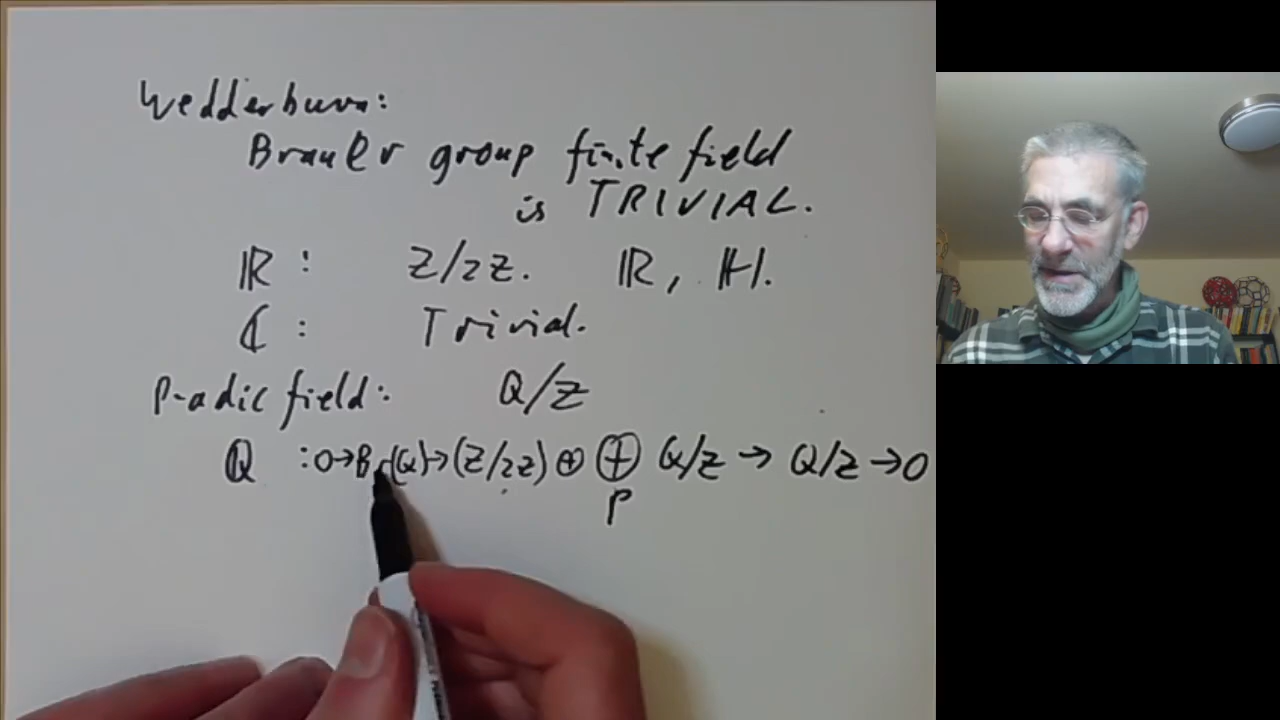 Wedderburn:
Brauer group finite field
is TRIVIAL.
ℝ : Z/2Z. ℝ, ℍ.
ℂ : Trivial.
P-adic field: Q/Z
ℚ : 0→Br(Q)→(Z/2Z) ⊕ ⊕ Q/Z → Q/Z → 0
p